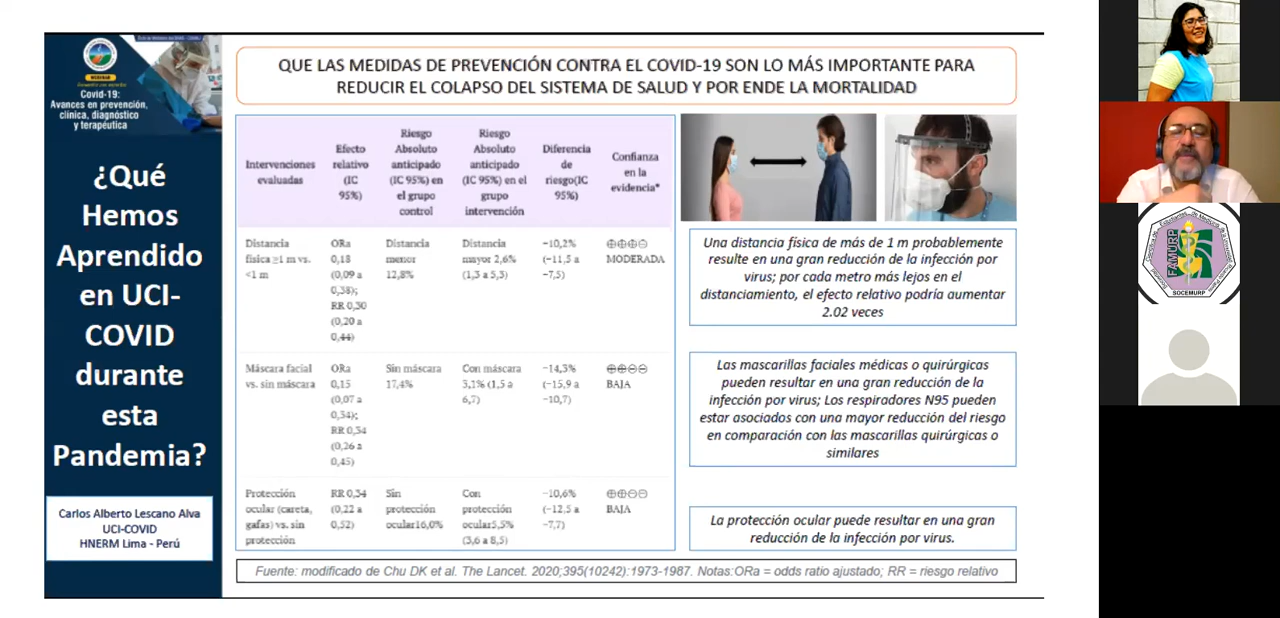 WEBINAR
Covid-19:
Avances en prevención,
clínica, diagnóstico
y terapéutica
¿Qué
Hemos
Aprendido
en UCI-
COVID
durante
esta
Pandemia?
Carlos Alberto Lescano Alva
UCI-COVID
HNERM Lima - Perú
QUE LAS MEDIDAS DE PREVENCIÓN CONTRA EL COVID-19 SON LO MÁS IMPORTANTE PARA
REDUCIR EL COLAPSO DEL SISTEMA DE SALUD Y POR ENDE LA MORTALIDAD
Intervenciones
evaluadas
Efecto
relativo
(IC
95%)
Riesgo
Absoluto
anticipado
(IC 95%) en
el grupo
control
Riesgo
Absoluto
anticipado
(IC 95%) en el
grupo
intervención
Diferencia
de
riesgo(IC
95%)
Confianza
en la
evidencia*
Distancia
física ≥1 m vs.
<1 m
ORa
0,18
(0,09 a
0,38);
RR 0,30
(0,20 a
0,44)
Distancia
menor
12,8%
Distancia
mayor 2,6%
(1,3 a 5,3)
−10,2%
(−11,5 a
−7,5)
⊕⊕⊕⊖
MODERADA
Máscara facial
vs. sin máscara
ORa
0,15
(0,07 a
0,34);
RR 0,34
(0,26 a
0,45)
Sin máscara
17,4%
Con máscara
3,1% (1,5 a
6,7)
−14,3%
(−15,9 a
−10,7)
⊕⊕⊖⊖
BAJA
Protección
ocular (careta,
gafas) vs. sin
protección
RR 0,34
(0,22 a
0,52)
Sin
protección
ocular16,0%
Con
protección
ocular5,5%
(3,6 a 8,5)
−10,6%
(−12,5 a
−7,7)
⊕⊕⊖⊖
BAJA
Una distancia física de más de 1 m probablemente
resulte en una gran reducción de la infección por
virus; por cada metro más lejos en el
distanciamiento, el efecto relativo podría aumentar
2.02 veces
Las mascarillas faciales médicas o quirúrgicas
pueden resultar en una gran reducción de la
infección por virus; Los respiradores N95 pueden
estar asociados con una mayor reducción del riesgo
en comparación con las mascarillas quirúrgicas o
similares
La protección ocular puede resultar en una gran
reducción de la infección por virus.
Fuente: modificado de Chu DK et al. The Lancet. 2020;395(10242):1973-1987. Notas:ORa = odds ratio ajustado; RR = riesgo relativo
FAMURP
SOCEMURP